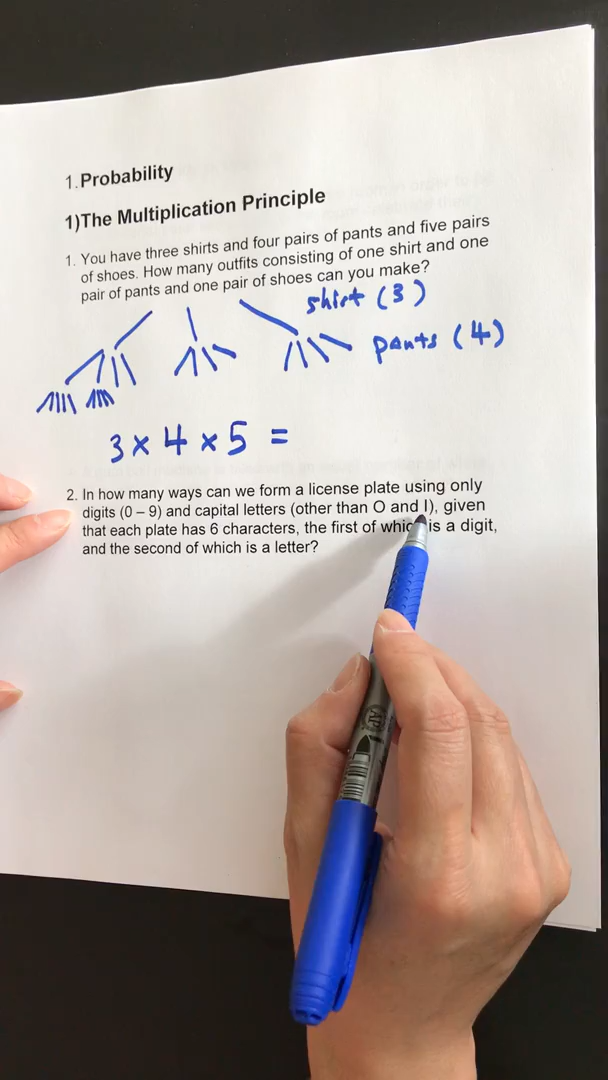 1. Probability
1)The Multiplication Principle
1. You have three shirts and four pairs of pants and five pairs
of shoes. How many outfits consisting of one shirt and one
pair of pants and one pair of shoes can you make?
shirt (3)
pants (4)
3 × 4 × 5 =
2. In how many ways can we form a license plate using only
digits (0 – 9) and capital letters (other than O and I), given
that each plate has 6 characters, the first of which is a digit,
and the second of which is a letter?